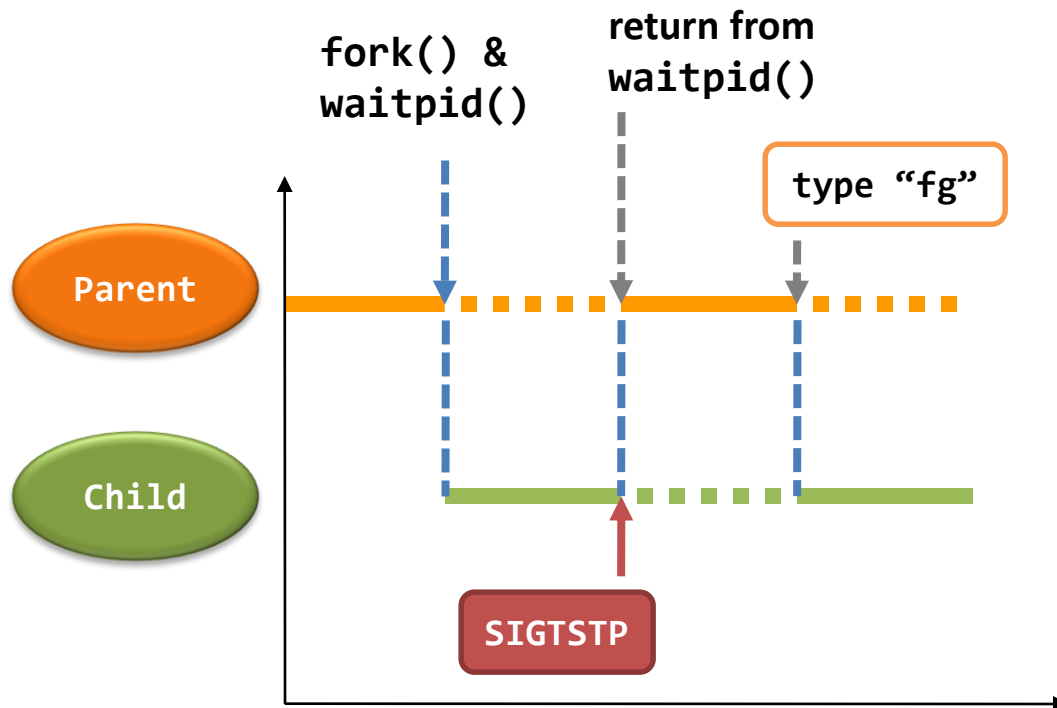 fork() &
waitpid()
return from
waitpid()
type “fg”
Parent
Child
SIGTSTP